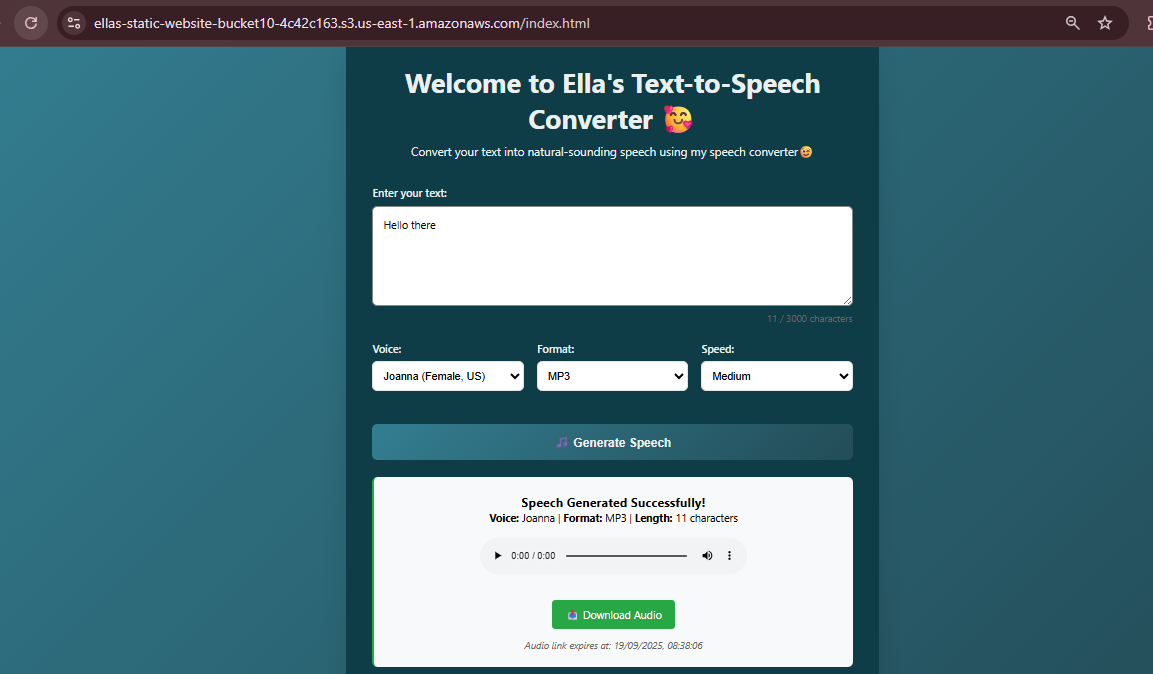 ellas-static-website-bucket10-4c42c163.s3.us-east-1.amazonaws.com/index.html
Welcome to Ella's Text-to-Speech
Converter 🥰
Convert your text into natural-sounding speech using my speech converter😉
Enter your text:
Hello there
11 / 3000 characters
Voice: Format: Speed:
Joanna (Female, US) MP3 Medium
🎵 Generate Speech
Speech Generated Successfully!
Voice: Joanna | Format: MP3 | Length: 11 characters
0:00 / 0:00
📥 Download Audio
Audio link expires at: 19/09/2025, 08:38:06